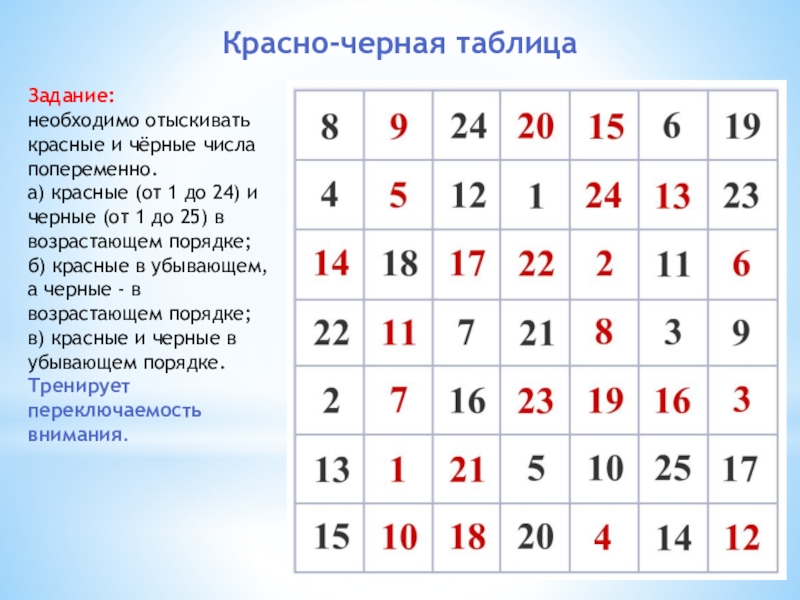 Красно-черная таблица
Задание:
необходимо отыскивать
красные и чёрные числа
попеременно.
а) красные (от 1 до 24) и
черные (от 1 до 25) в
возрастающем порядке;
б) красные в убывающем,
а черные - в
возрастающем порядке;
в) красные и черные в
убывающем порядке.
Тренирует
переключаемость
внимания.
8 9 24 20 15 6 19
4 5 12 1 24 13 23
14 18 17 22 2 11 6
22 11 7 21 8 3 9
2 7 16 23 19 16 3
13 1 21 5 10 25 17
15 10 18 20 4 14 12